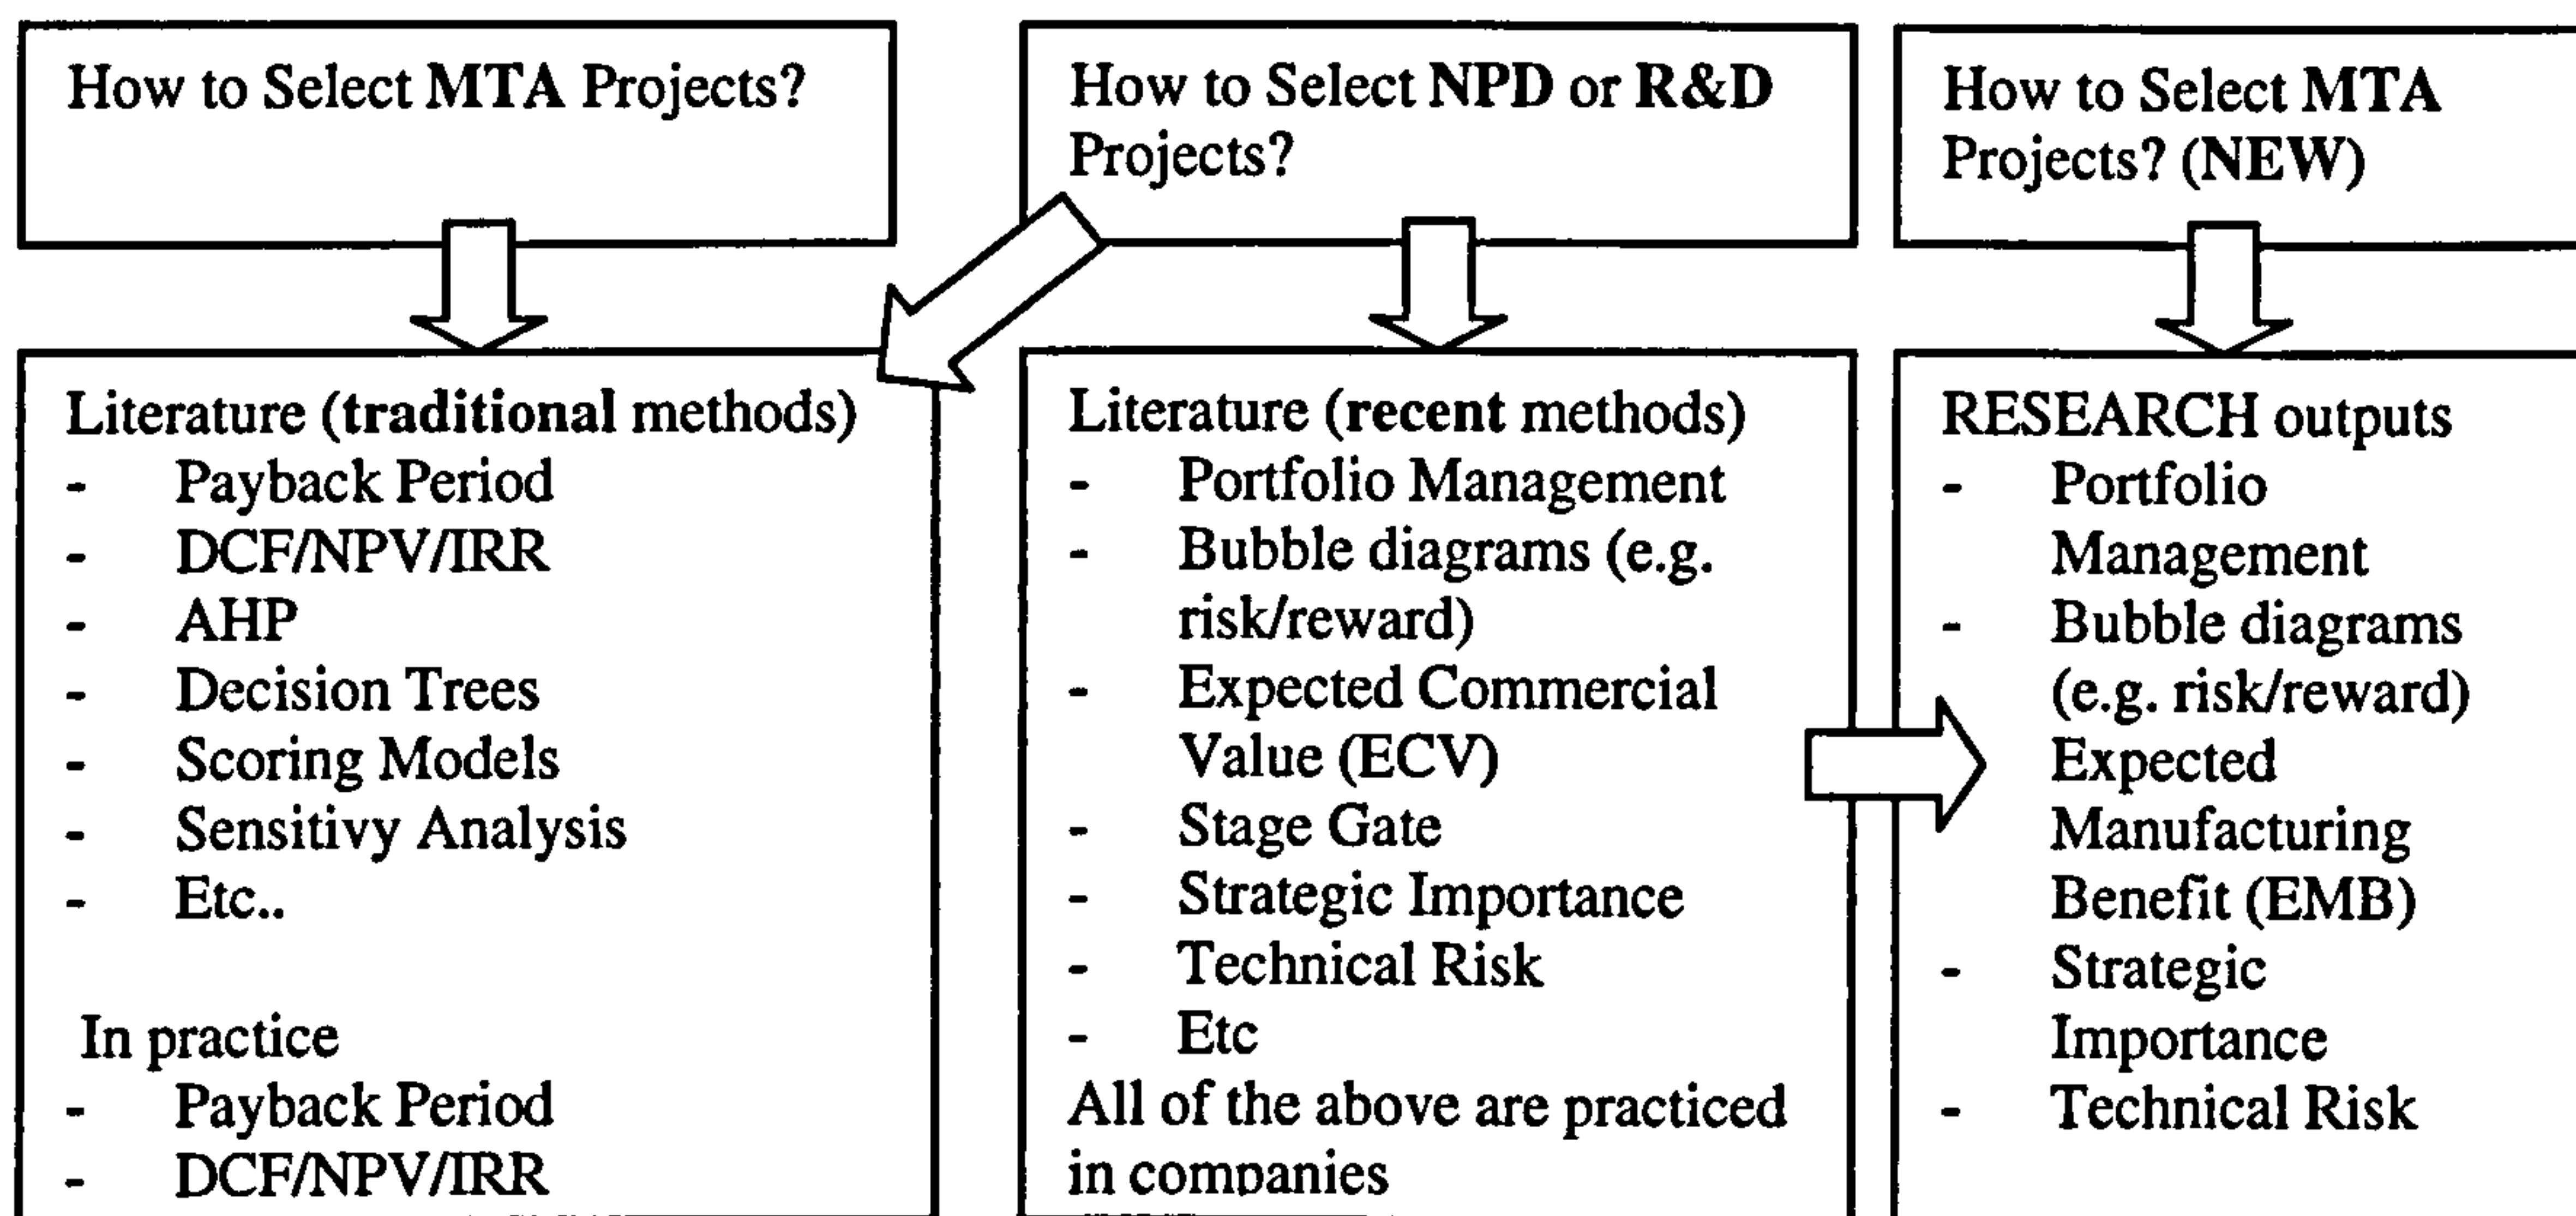 How to Select MTA Projects?
How to Select NPD or R&D
Projects?
How to Select MTA
Projects? (NEW)
Literature (traditional methods)
- Payback Period
- DCF/NPV/IRR
- AHP
- Decision Trees
- Scoring Models
- Sensitivy Analysis
- Etc..
In practice
- Payback Period
- DCF/NPV/IRR
Literature (recent methods)
- Portfolio Management
- Bubble diagrams (e.g.
risk/reward)
- Expected Commercial
Value (ECV)
- Stage Gate
- Strategic Importance
- Technical Risk
- Etc
All of the above are practiced
in companies
RESEARCH outputs
- Portfolio
Management
- Bubble diagrams
(e.g. risk/reward)
Expected
Manufacturing
Benefit (EMB)
- Strategic
Importance
- Technical Risk